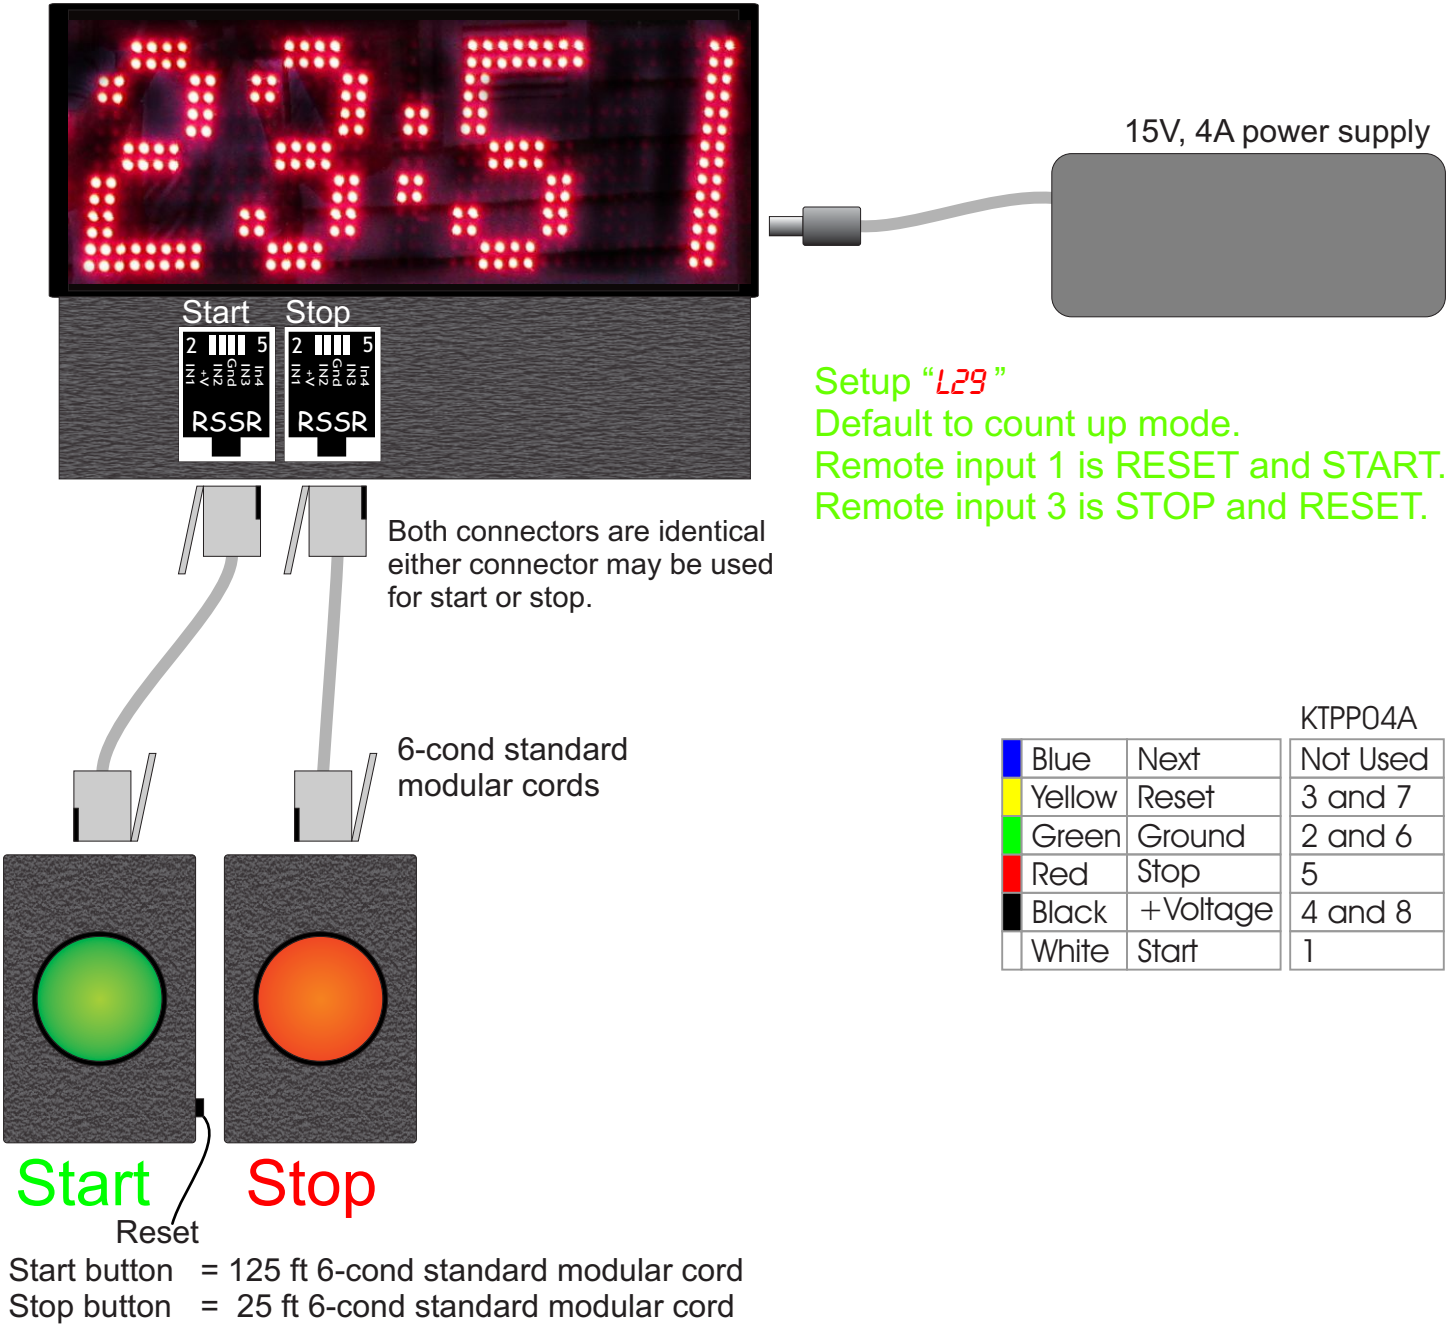 23:51
15V, 4A power supply
Start Stop
2 5 2 5
IN1 +V IN2 Gnd IN3 In4 IN1 +V IN2 Gnd IN3 In4
RSSR RSSR
Setup “L29”
Default to count up mode.
Remote input 1 is RESET and START.
Remote input 3 is STOP and RESET.
Both connectors are identical
either connector may be used
for start or stop.
6-cond standard
modular cords
KTPP04A
Blue Next Not Used
Yellow Reset 3 and 7
Green Ground 2 and 6
Red Stop 5
Black +Voltage 4 and 8
White Start 1
Start Stop
Reset
Start button = 125 ft 6-cond standard modular cord
Stop button = 25 ft 6-cond standard modular cord